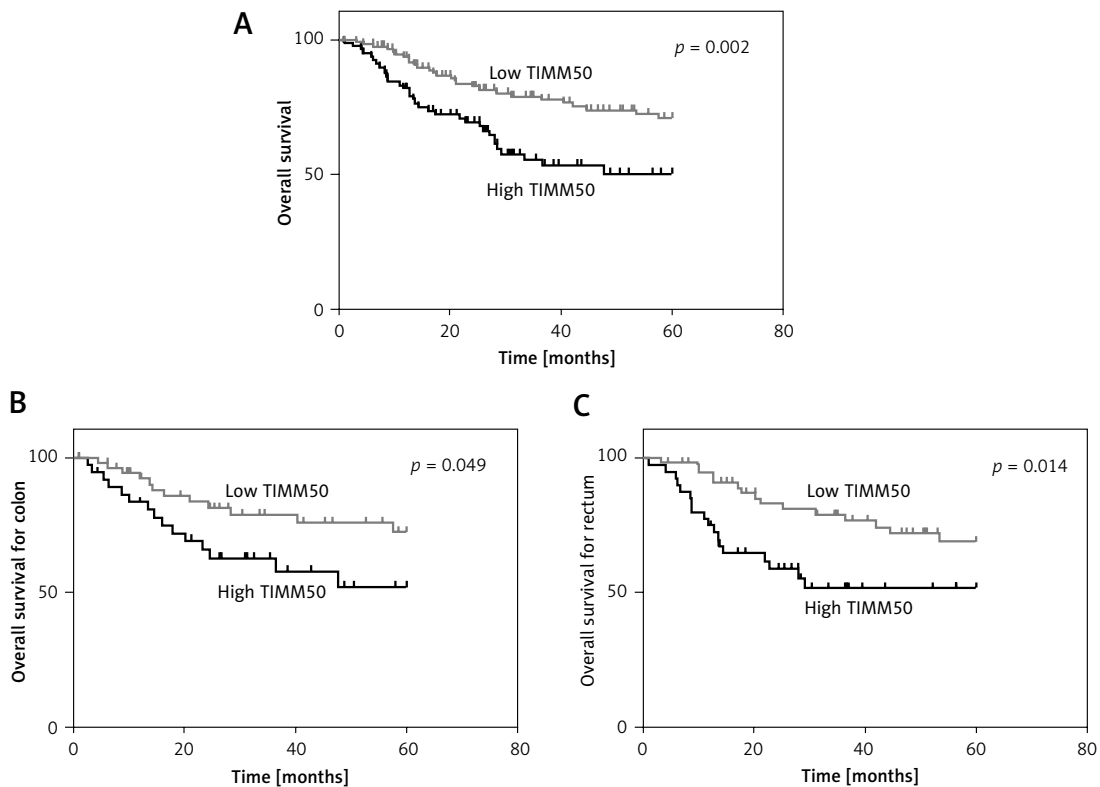 A
100
50
0
Overall survival
p = 0.002
Low TIMM50
High TIMM50
0 20 40 60 80
Time [months]
B
100
50
0
Overall survival for colon
p = 0.049
Low TIMM50
High TIMM50
0 20 40 60 80
Time [months]
C
100
50
0
Overall survival for rectum
p = 0.014
Low TIMM50
High TIMM50
0 20 40 60 80
Time [months]